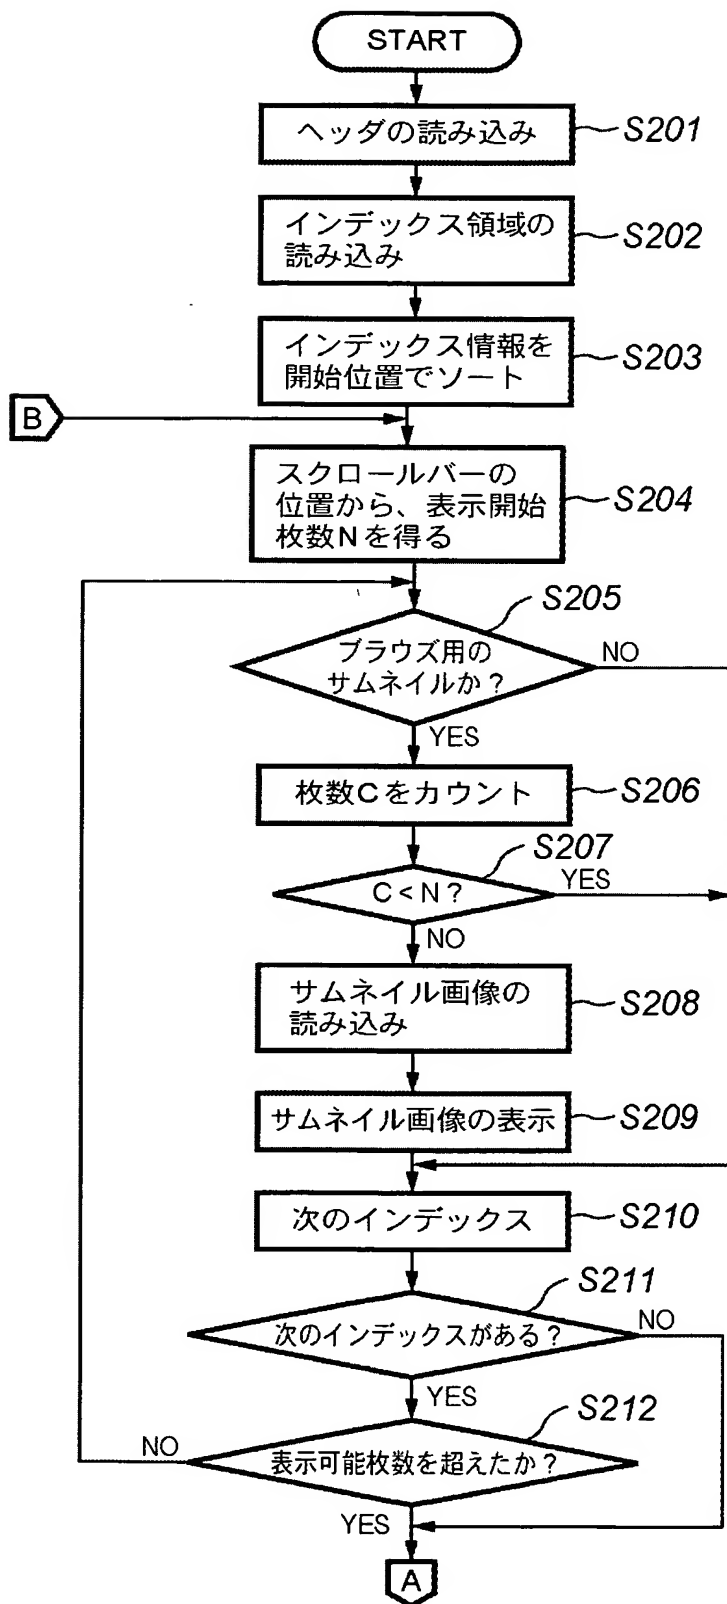 START
ヘッダの読み込み
S201
インデックス領域の
読み込み
S202
インデックス情報を
開始位置でソート
S203
B
スクロールバーの
位置から、表示開始
枚数Nを得る
S204
S205
ブラウズ用の
サムネイルか？
NO
YES
枚数Cをカウント
S206
S207
C<N？
YES
NO
サムネイル画像の
読み込み
S208
サムネイル画像の表示
S209
次のインデックス
S210
S211
次のインデックスがある？
NO
YES
S212
NO
表示可能枚数を超えたか？
YES
A